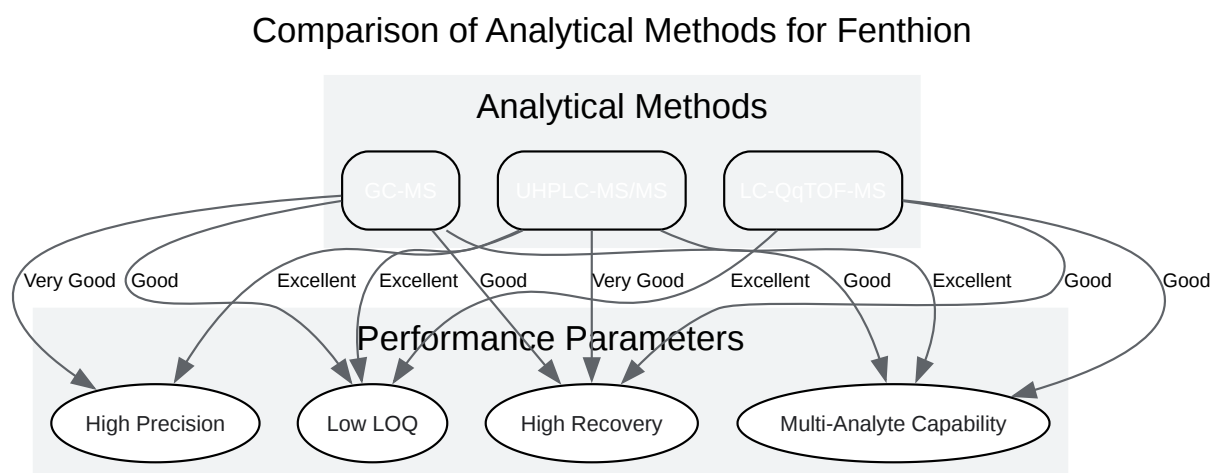 Comparison of Analytical Methods for Fenthion
Analytical Methods
GC-MS UHPLC-MS/MS LC-QqTOF-MS
Very Good Good Excellent Excellent Good Very Good Excellent Good Excellent Good Good
Performance Parameters
High Precision Low LOQ High Recovery Multi-Analyte Capability